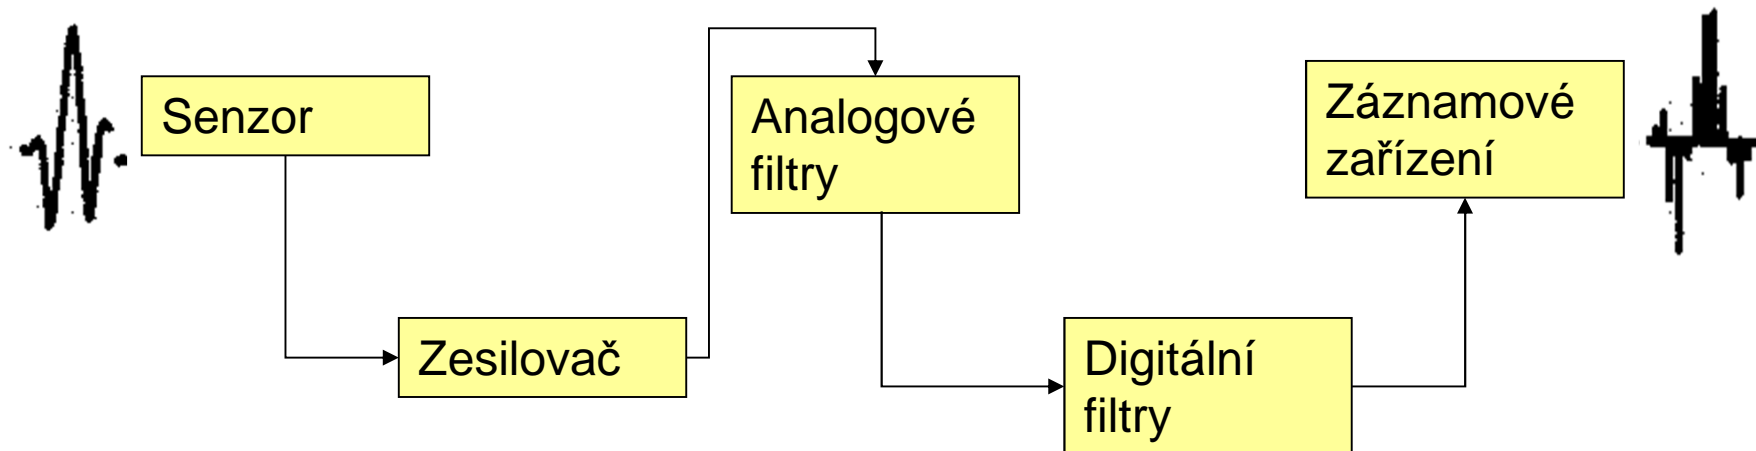 Senzor
Zesilovač
Analogové
filtry
Digitální
filtry
Záznamové
zařízení